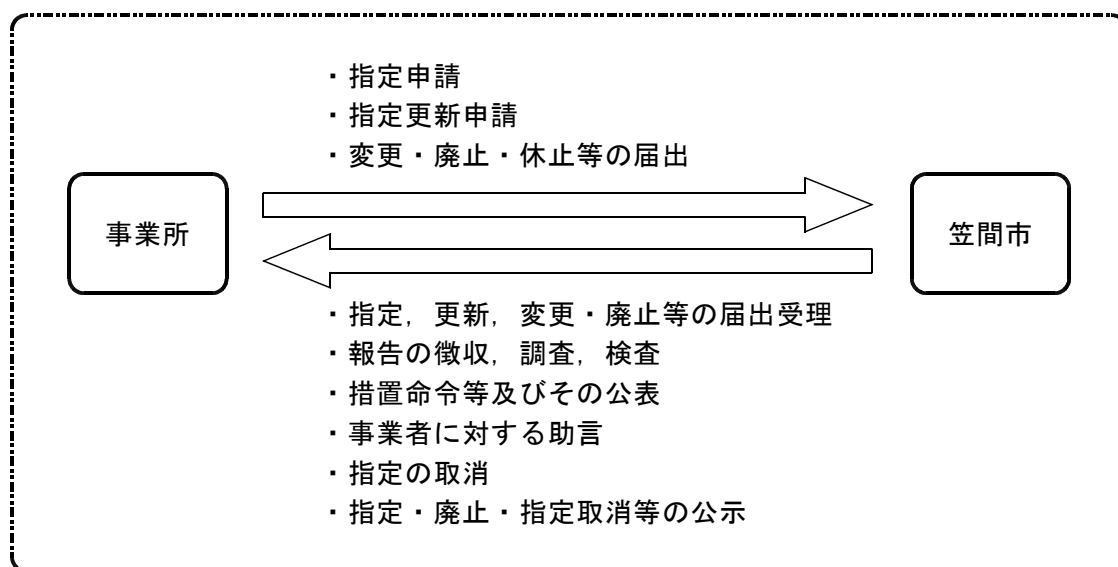 ・指定申請
・指定更新申請
・変更・廃止・休止等の届出
事業所
笠間市
・指定，更新，変更・廃止等の届出受理
・報告の徴収，調査，検査
・措置命令等及びその公表
・事業者に対する助言
・指定の取消
・指定・廃止・指定取消等の公示